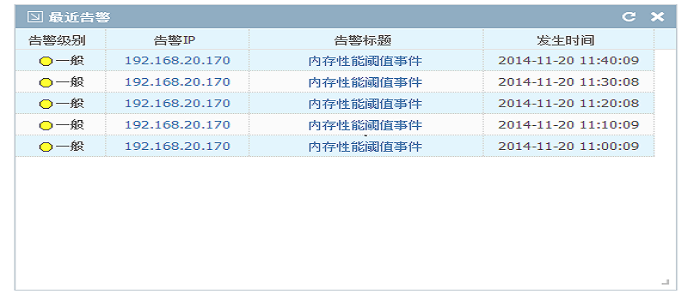 最近告警
告警级别 告警IP 告警标题 发生时间
一般 192.168.20.170 内存性能阈值事件 2014-11-20 11:40:09
一般 192.168.20.170 内存性能阈值事件 2014-11-20 11:30:08
一般 192.168.20.170 内存性能阈值事件 2014-11-20 11:20:08
一般 192.168.20.170 内存性能阈值事件 2014-11-20 11:10:09
一般 192.168.20.170 内存性能阈值事件 2014-11-20 11:00:09